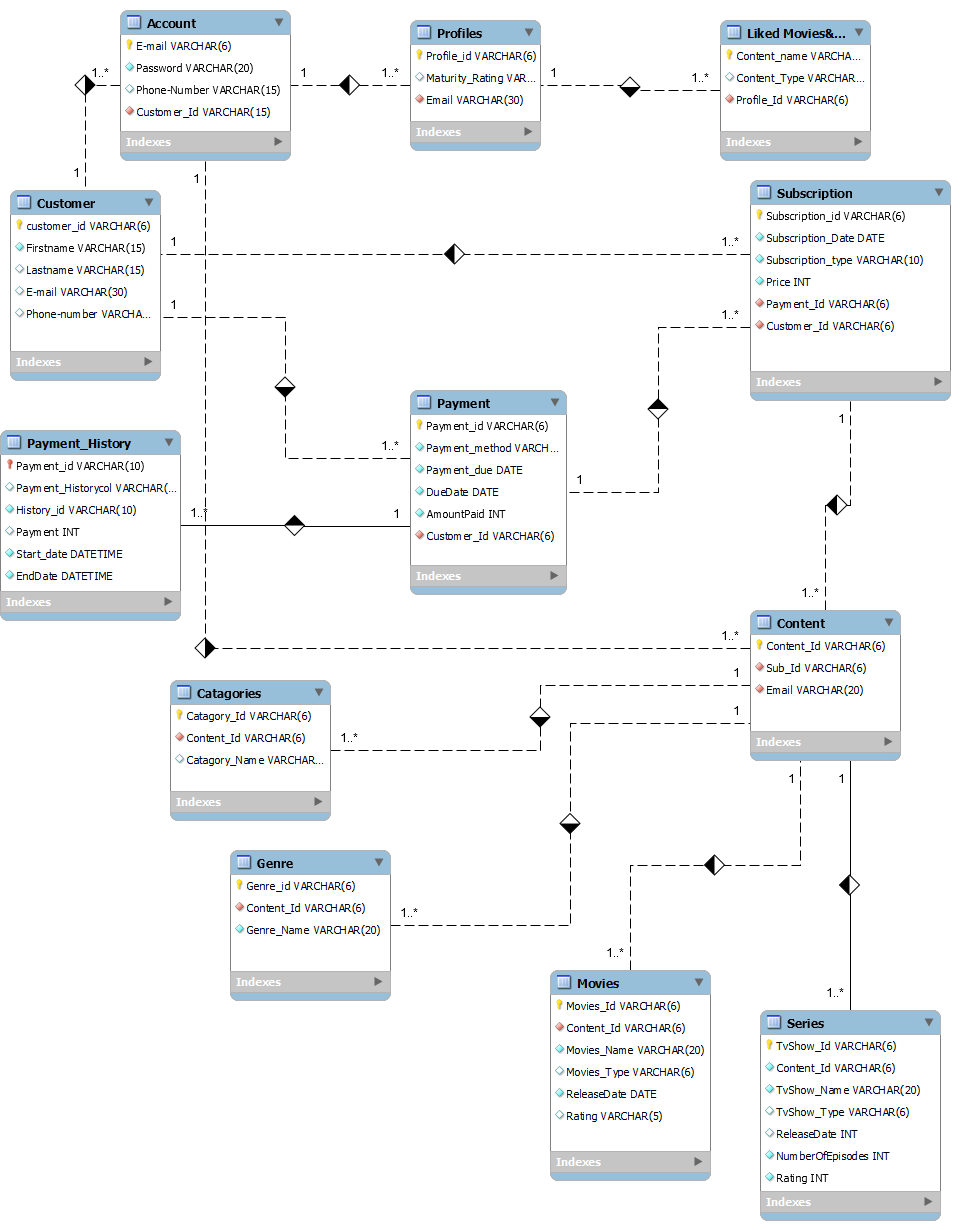 Account
E-mail VARCHAR(6)
Password VARCHAR(20)
Phone-Number VARCHAR(15)
Customer_Id VARCHAR(15)
Indexes
1..*
1
1
1..*
1
Profiles
Profile_id VARCHAR(6)
Maturity_Rating VAR...
Email VARCHAR(30)
Indexes
1
1..*
Liked Movies&...
Content_name VARCHA...
Content_Type VARCHAR(6)
Profile_Id VARCHAR(6)
Indexes
Customer
customer_id VARCHAR(6)
Firstname VARCHAR(15)
Lastname VARCHAR(15)
E-mail VARCHAR(30)
Phone-number VARCHA...
Indexes
1
1..*
1
1..*
Subscription
Subscription_id VARCHAR(6)
Subscription_Date DATE
Subscription_type VARCHAR(10)
Price INT
Payment_Id VARCHAR(6)
Customer_Id VARCHAR(6)
Indexes
1..*
1
1
1..*
Payment
Payment_id VARCHAR(6)
Payment_method VARCH...
Payment_due DATE
DueDate DATE
AmountPaid INT
Customer_Id VARCHAR(6)
Indexes
Payment_History
Payment_id VARCHAR(10)
Payment_Historycol VARCHAR(...
History_id VARCHAR(10)
Payment INT
Start_date DATETIME
EndDate DATETIME
Indexes
1..*
1
Content
Content_Id VARCHAR(6)
Sub_Id VARCHAR(6)
Email VARCHAR(20)
Indexes
1..*
1
1
1
1
Catagories
Catagory_Id VARCHAR(6)
Content_Id VARCHAR(6)
Catagory_Name VARCHAR...
Indexes
1..*
Genre
Genre_id VARCHAR(6)
Content_Id VARCHAR(6)
Genre_Name VARCHAR(20)
Indexes
1..*
1..*
Movies
Movies_Id VARCHAR(6)
Content_Id VARCHAR(6)
Movies_Name VARCHAR(20)
Movies_Type VARCHAR(6)
ReleaseDate DATE
Rating VARCHAR(5)
Indexes
1..*
Series
TvShow_Id VARCHAR(6)
Content_Id VARCHAR(6)
TvShow_Name VARCHAR(20)
TvShow_Type VARCHAR(6)
ReleaseDate INT
NumberOfEpisodes INT
Rating INT
Indexes